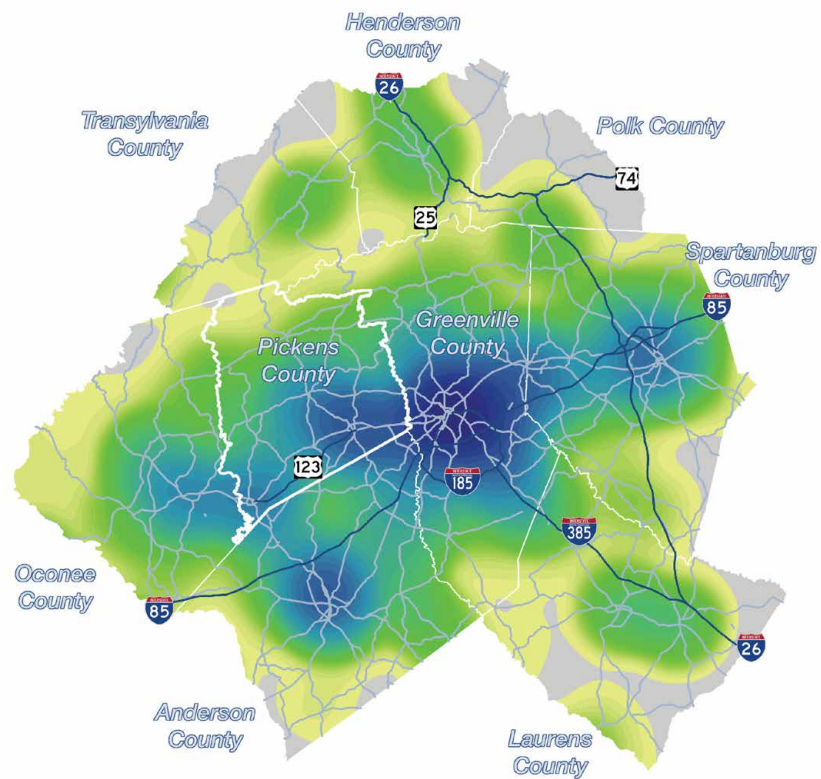 Henderson
County
26
Transylvania
County
Polk County
74
25
Spartanburg
County
85
Greenville
County
Pickens
County
123
185
385
Oconee
County
85
26
Anderson
County
Laurens
County